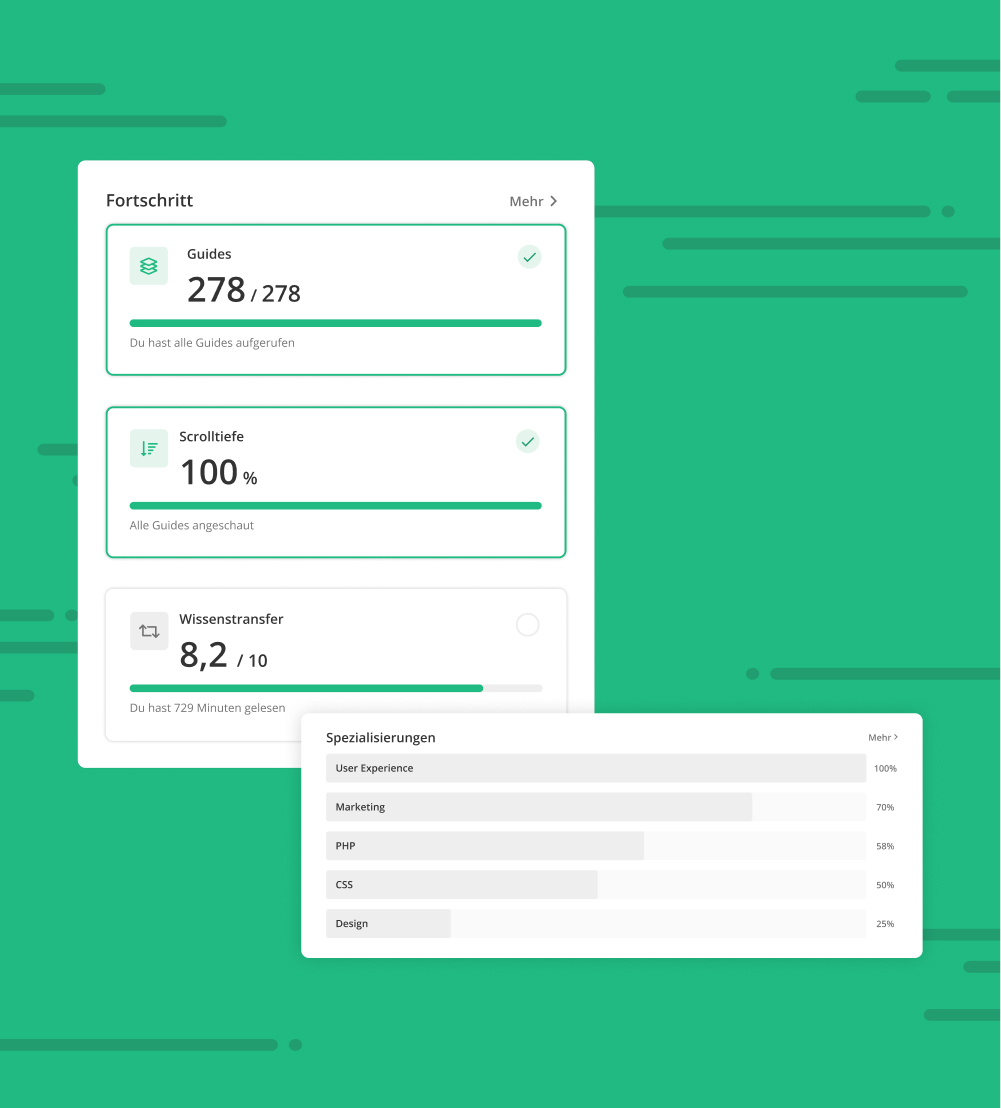 Fortschritt
Mehr
Guides
278 / 278
Du hast alle Guides aufgerufen
Scrolltiefe
100 %
Alle Guides angeschaut
Wissenstransfer
8,2 / 10
Du hast 729 Minuten gelesen
Spezialisierungen
Mehr
User Experience 100%
Marketing 70%
PHP 58%
CSS 50%
Design 25%